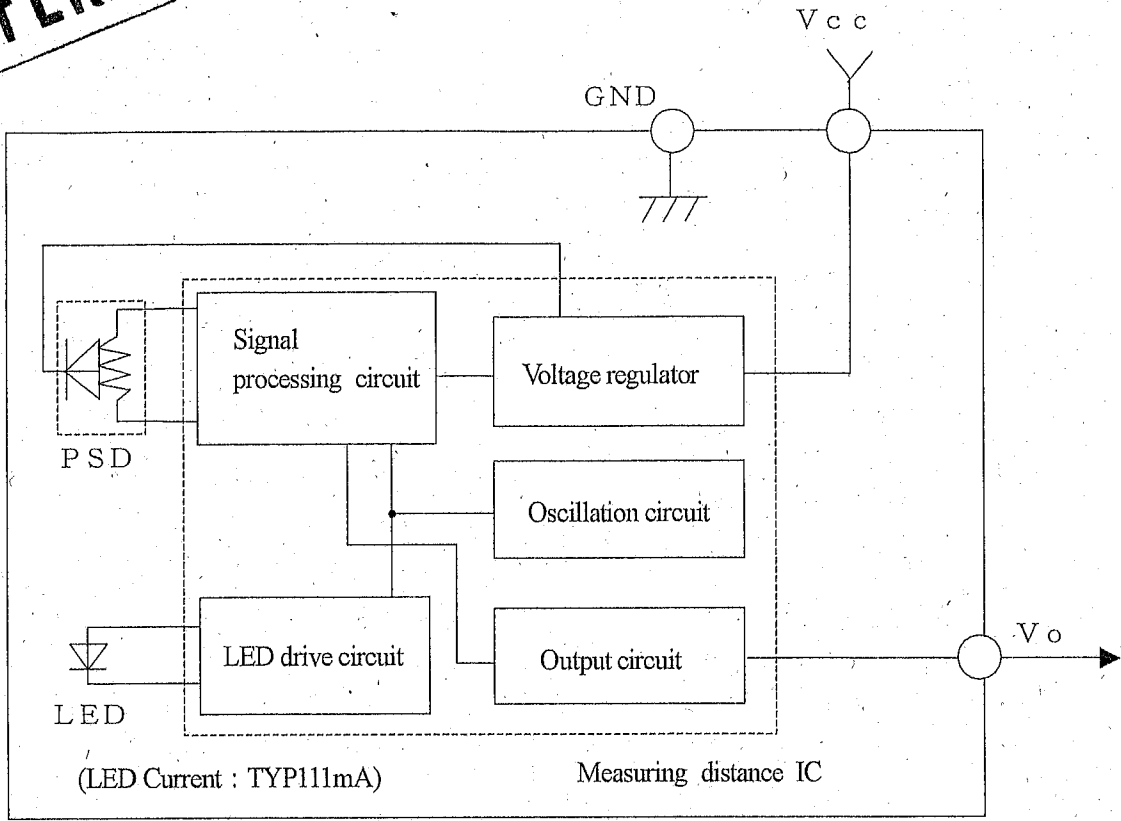 Vcc
GND
Signal
processing circuit
Voltage regulator
PSD
Oscillation circuit
LED drive circuit
Output circuit
Vo
LED
(LED Current : TYP111mA)
Measuring distance IC